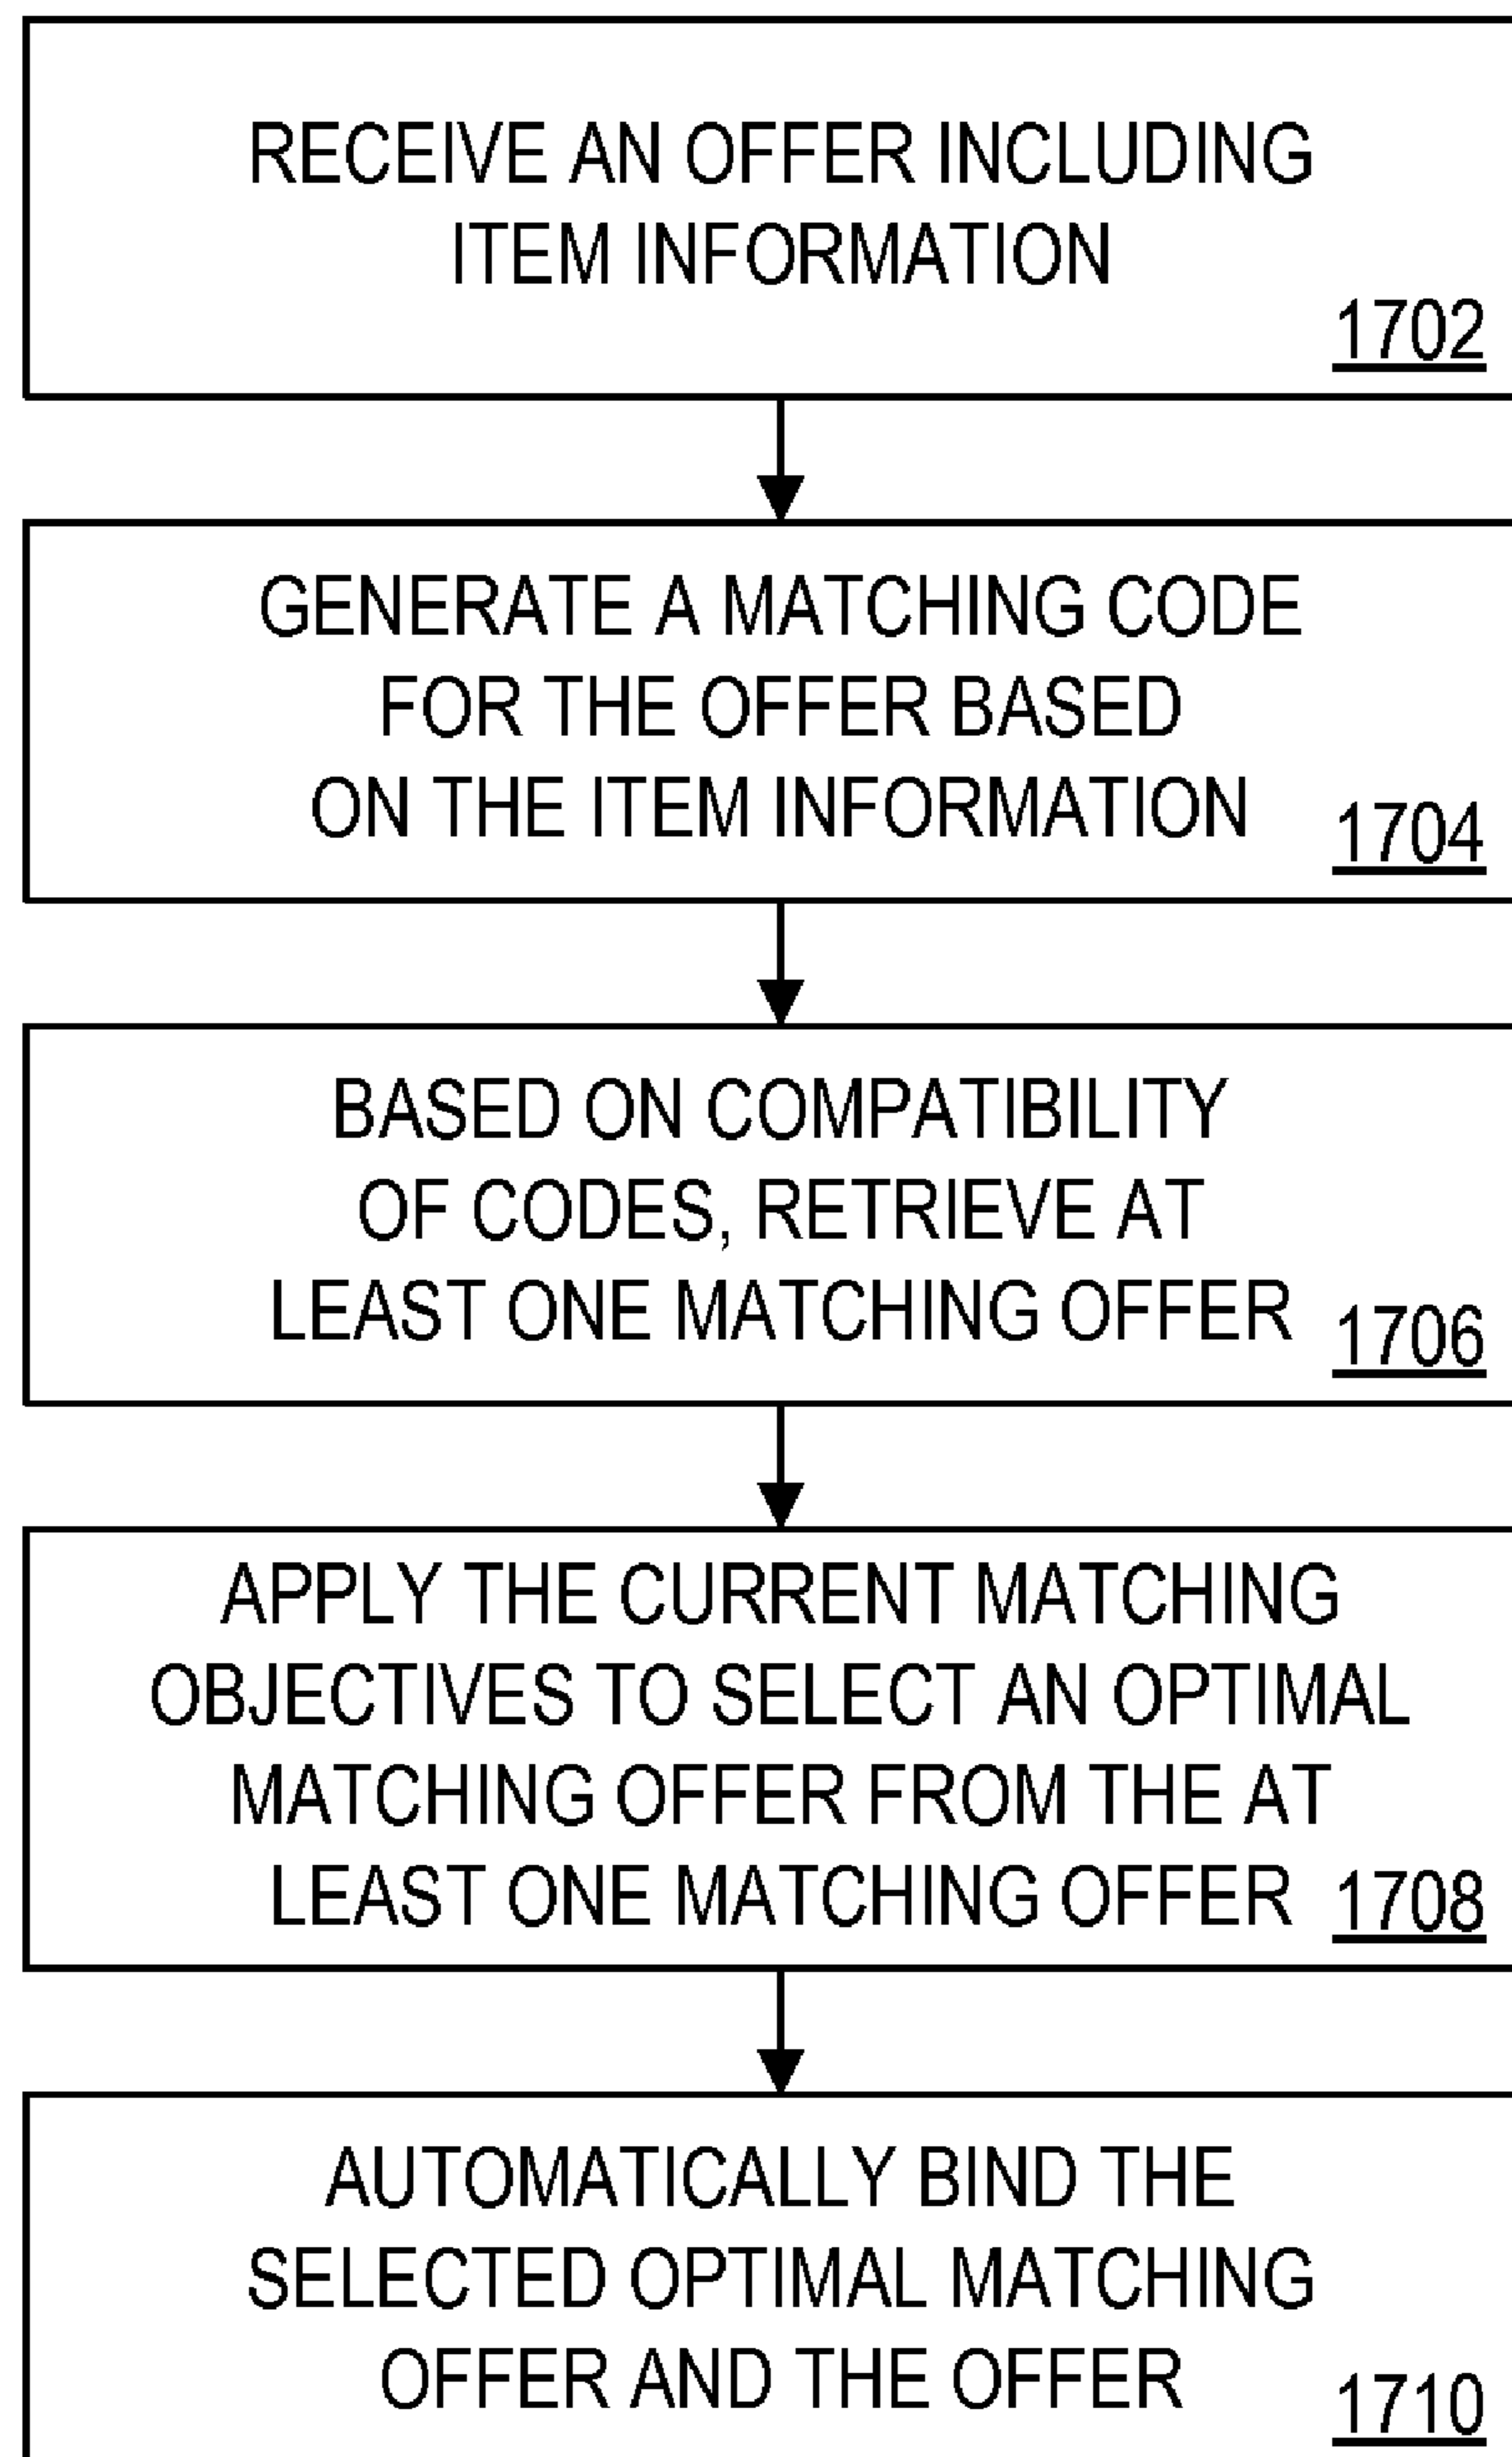 RECEIVE AN OFFER INCLUDING
ITEM INFORMATION
1702
GENERATE A MATCHING CODE
FOR THE OFFER BASED
ON THE ITEM INFORMATION
1704
BASED ON COMPATIBILITY
OF CODES, RETRIEVE AT
LEAST ONE MATCHING OFFER
1706
APPLY THE CURRENT MATCHING
OBJECTIVES TO SELECT AN OPTIMAL
MATCHING OFFER FROM THE AT
LEAST ONE MATCHING OFFER
1708
AUTOMATICALLY BIND THE
SELECTED OPTIMAL MATCHING
OFFER AND THE OFFER
1710